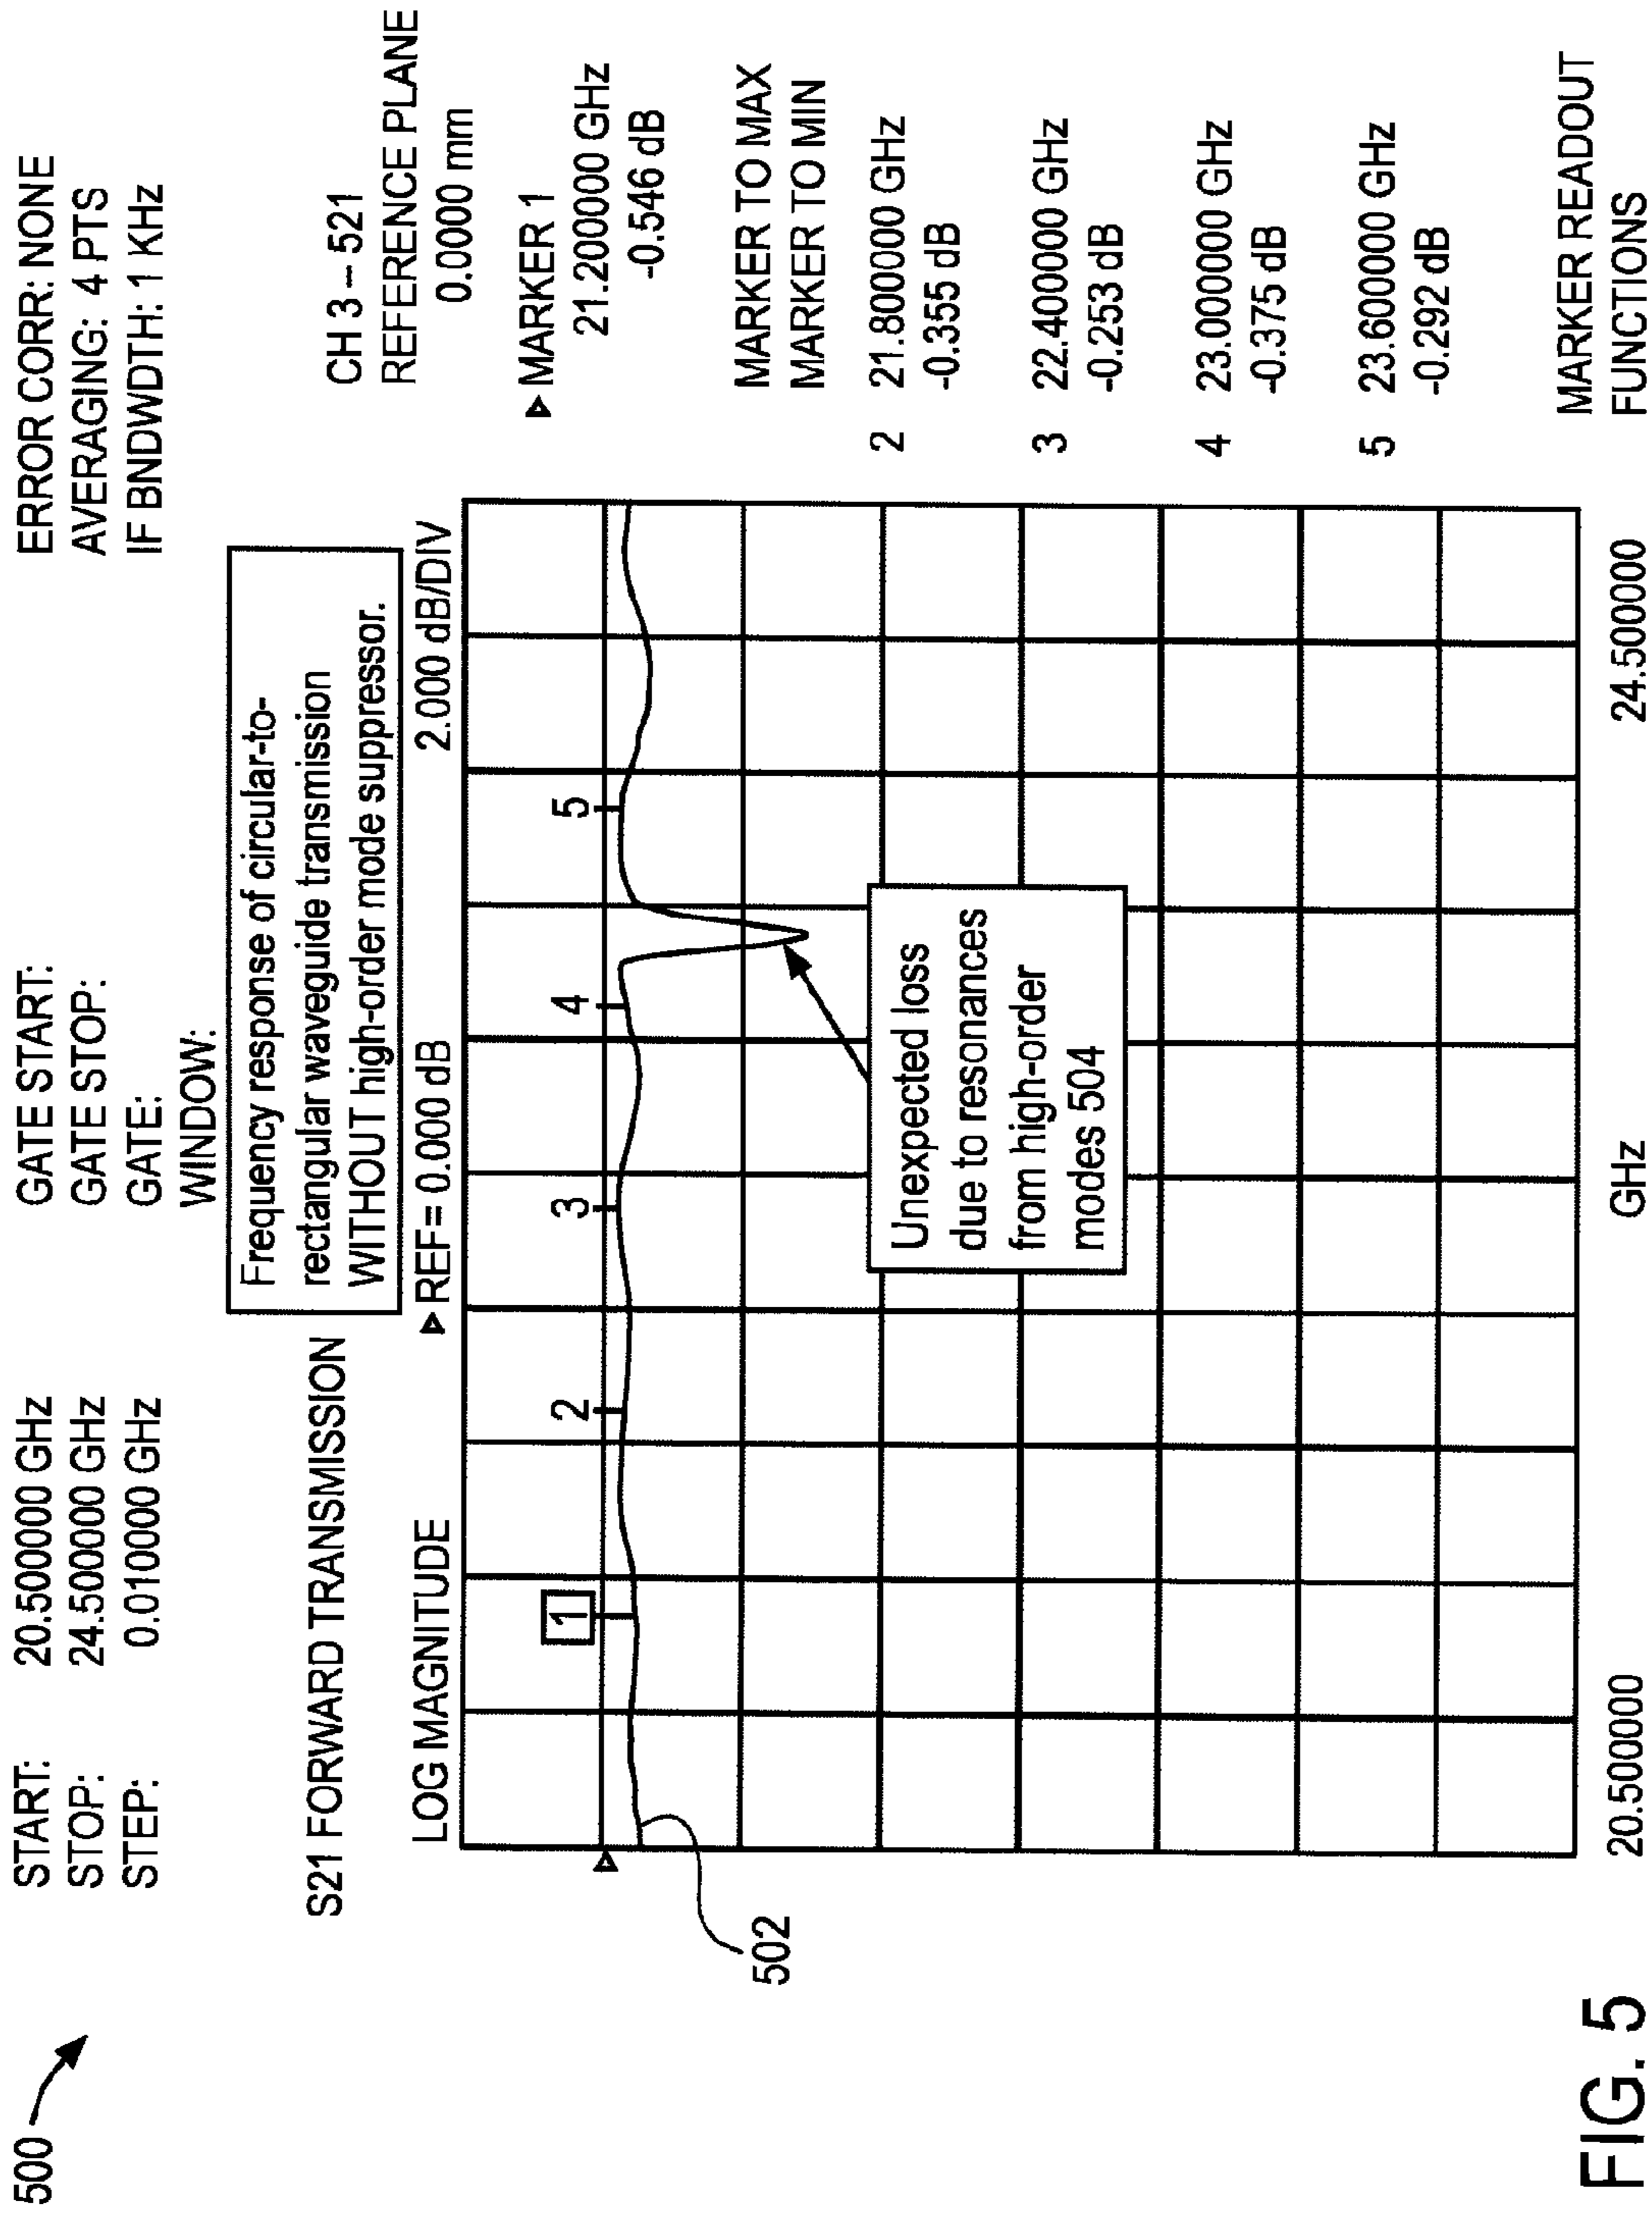 500
START: 20.500000 GHz
STOP: 24.500000 GHz
STEP: 0.010000 GHz
GATE START:
GATE STOP:
GATE:
WINDOW:
ERROR CORR: NONE
AVERAGING: 4 PTS
IF BNDWDTH: 1 KHz
S21 FORWARD TRANSMISSION
Frequency response of circular-to-
rectangular waveguide transmission
WITHOUT high-order mode suppressor.
LOG MAGNITUDE
REF= 0.000 dB
2.000 dB/DIV
1
2
3
4
5
502
Unexpected loss
due to resonances
from high-order
modes 504
20.500000
GHz
24.500000
CH 3 – 521
REFERENCE PLANE
0.0000 mm
MARKER 1
21.200000 GHz
-0.546 dB
MARKER TO MAX
MARKER TO MIN
2 21.800000 GHz
-0.355 dB
3 22.400000 GHz
-0.253 dB
4 23.000000 GHz
-0.375 dB
5 23.600000 GHz
-0.292 dB
MARKER READOUT
FUNCTIONS
FIG. 5